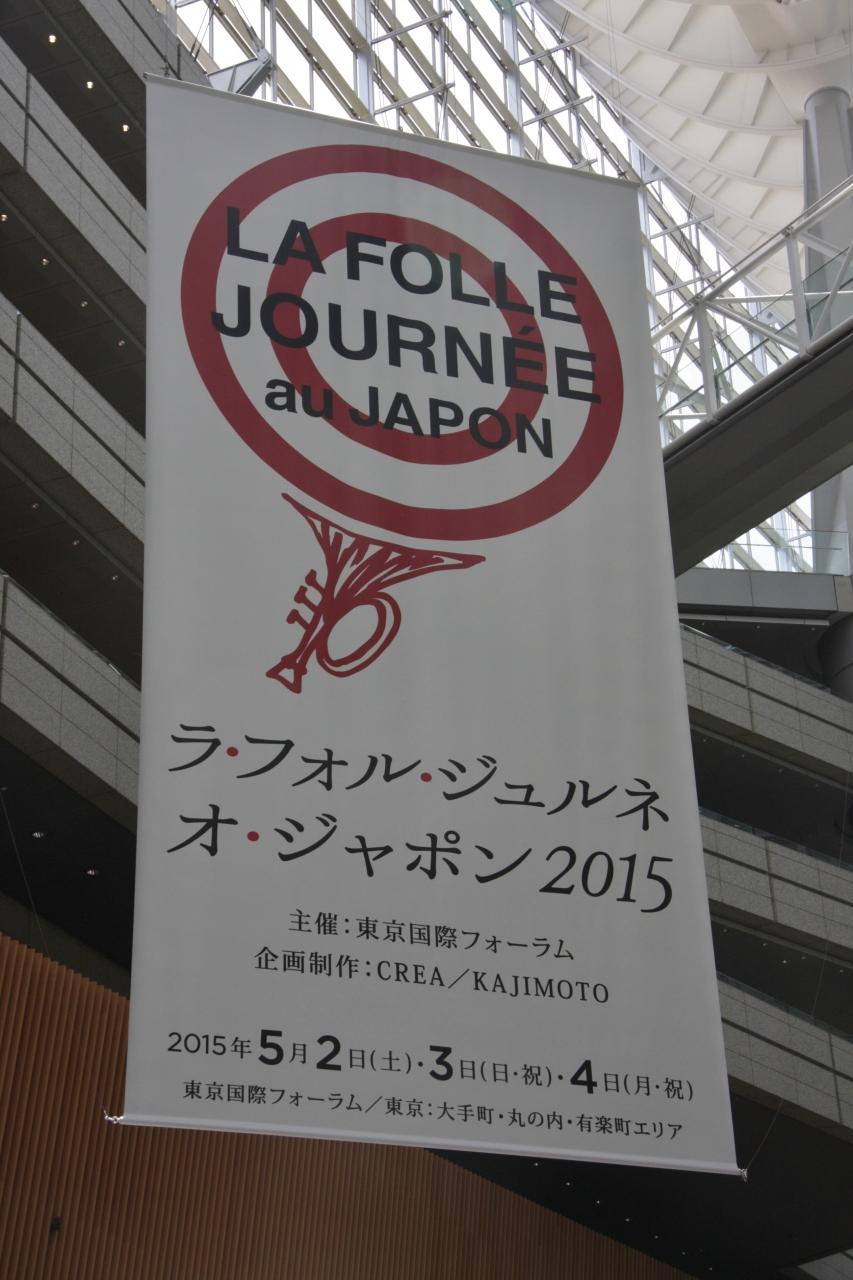 LA FOLLE
JOURNÉE
au JAPON
ラ・フォル・ジュルネ
オ・ジャポン2015
主催：東京国際フォーラム
企画制作：CREA／KAJIMOTO
2015年5月2日(土)・3日(日・祝)・4日(月・祝)
東京国際フォーラム／東京：大手町・丸の内・有楽町エリア